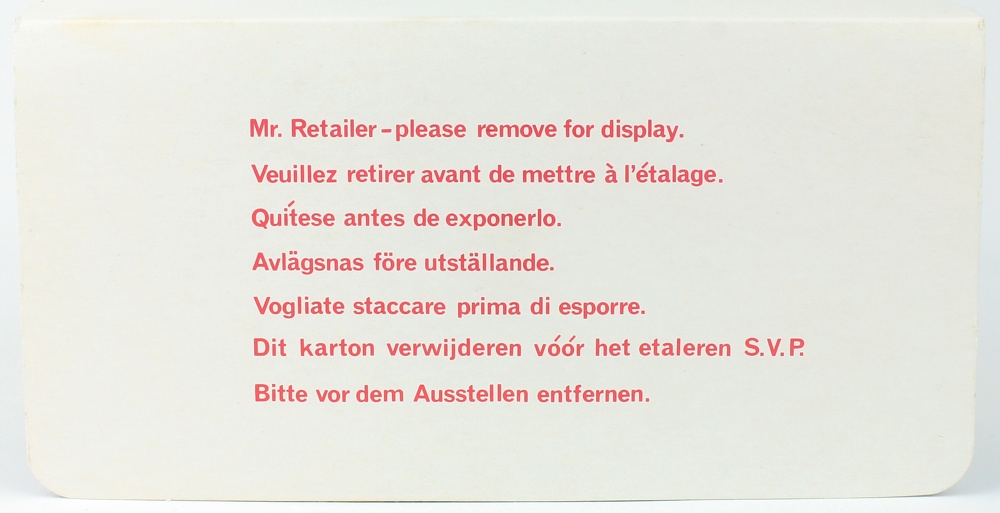 Mr. Retailer-please remove for display.
Veuillez retirer avant de mettre à l'étalage.
Quítese antes de exponerlo.
Avlägsnas före utställande.
Vogliate staccare prima di esporre.
Dit karton verwijderen vóór het etaleren S.V.P.
Bitte vor dem Ausstellen entfernen.